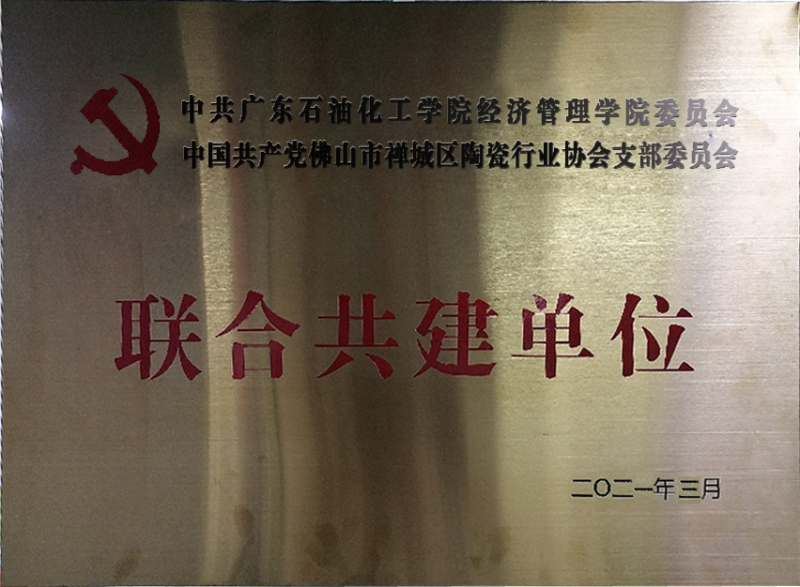 中共广东石油化工学院经济管理学院委员会
中国共产党佛山市禅城区陶瓷行业协会支部委员会
联合共建单位
二〇二一年三月